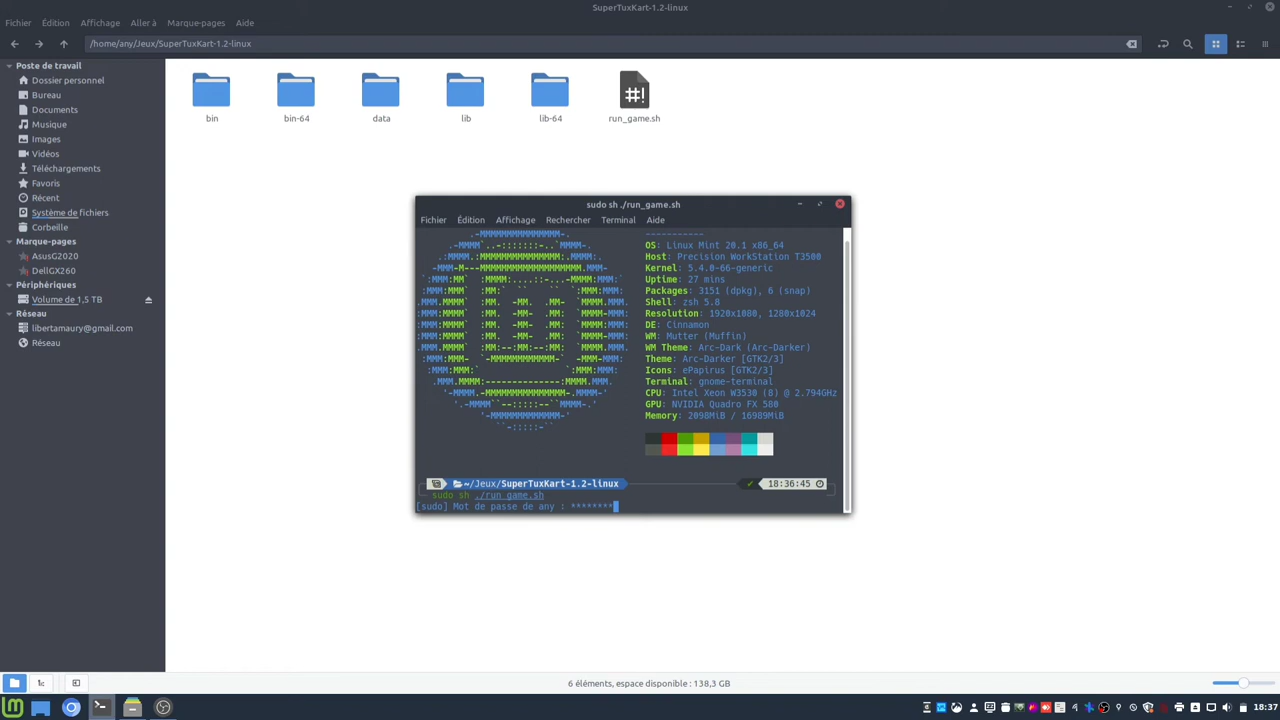 SuperTuxKart-1.2-linux
Fichier Édition Affichage Aller à Marque-pages Aide
/home/any/Jeux/SuperTuxKart-1.2-linux
Poste de travail
Dossier personnel
Bureau
Documents
Musique
Images
Vidéos
Téléchargements
Favoris
Récent
Système de fichiers
Corbeille
Marque-pages
AsusG2020
DellGX260
Périphériques
Volume de 1,5 TB
Réseau
libertamaury@gmail.com
Réseau
bin bin-64 data lib lib-64 run_game.sh
sudo sh ./run_game.sh
Fichier Édition Affichage Rechercher Terminal Aide
-----------
OS: Linux Mint 20.1 x86_64
Host: Precision WorkStation T3500
Kernel: 5.4.0-66-generic
Uptime: 27 mins
Packages: 3151 (dpkg), 6 (snap)
Shell: zsh 5.8
Resolution: 1920x1080, 1280x1024
DE: Cinnamon
WM: Mutter (Muffin)
WM Theme: Arc-Dark (Arc-Darker)
Theme: Arc-Darker [GTK2/3]
Icons: ePapirus [GTK2/3]
Terminal: gnome-terminal
CPU: Intel Xeon W3530 (8) @ 2.794GHz
GPU: NVIDIA Quadro FX 580
Memory: 2098MiB / 16989MiB
~/Jeux/SuperTuxKart-1.2-linux ✔ 18:36:45
sudo sh ./run_game.sh
[sudo] Mot de passe de any : ********
6 éléments, espace disponible : 138,3 GB
18:37